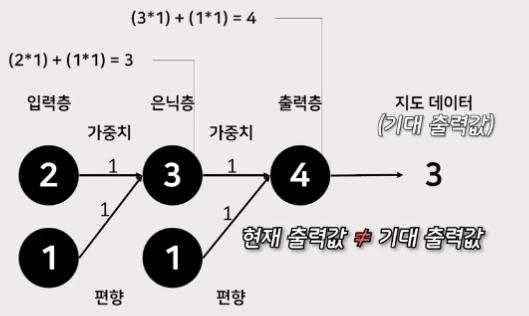 (3*1) + (1*1) = 4
(2*1) + (1*1) = 3
입력층 은닉층 출력층 지도 데이터
(기대 출력값)
가중치 가중치
2 1 3 1 4 3
1 1
현재 출력값 ≠ 기대 출력값
1 1
편향 편향